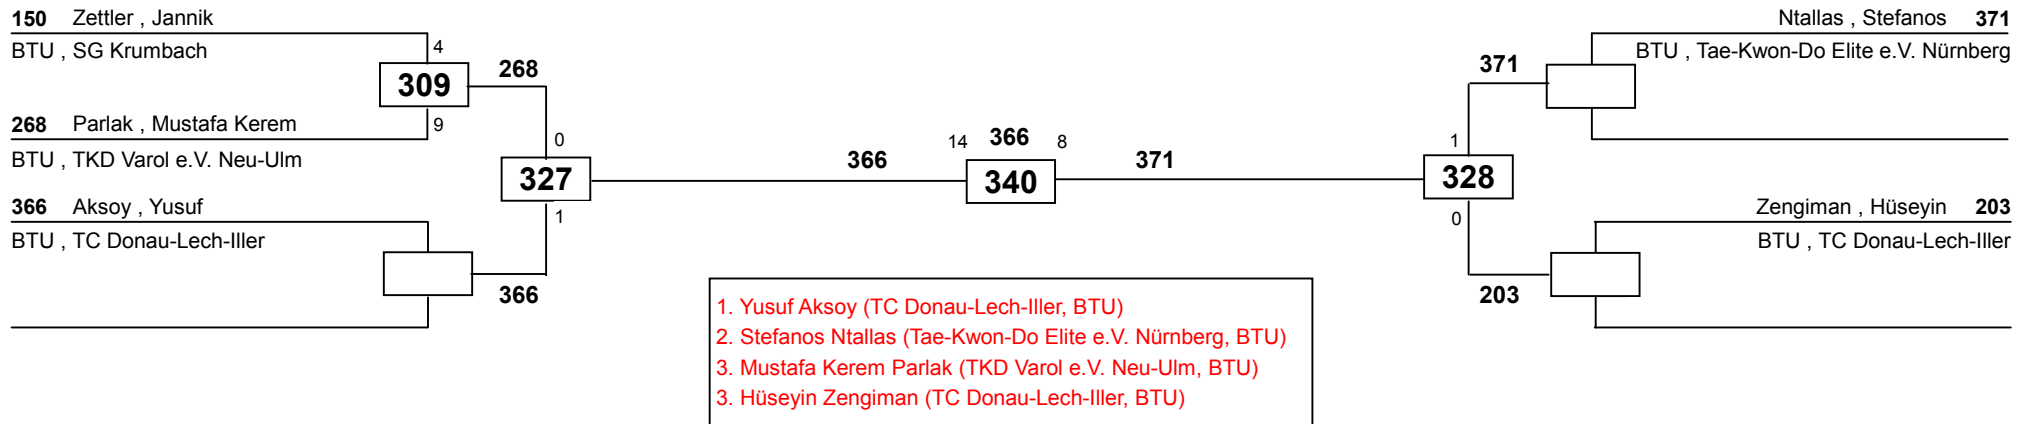 150 Zettler , Jannik
BTU , SG Krumbach
4
309
268
268 Parlak , Mustafa Kerem
9
BTU , TKD Varol e.V. Neu-Ulm
0
327
366
1
366 Aksoy , Yusuf
BTU , TC Donau-Lech-Iller
366
14 366 8
340
371
Ntallas , Stefanos 371
BTU , Tae-Kwon-Do Elite e.V. Nürnberg
371
1
328
0
Zengiman , Hüseyin 203
BTU , TC Donau-Lech-Iller
203
1. Yusuf Aksoy (TC Donau-Lech-Iller, BTU)
2. Stefanos Ntallas (Tae-Kwon-Do Elite e.V. Nürnberg, BTU)
3. Mustafa Kerem Parlak (TKD Varol e.V. Neu-Ulm, BTU)
3. Hüseyin Zengiman (TC Donau-Lech-Iller, BTU)